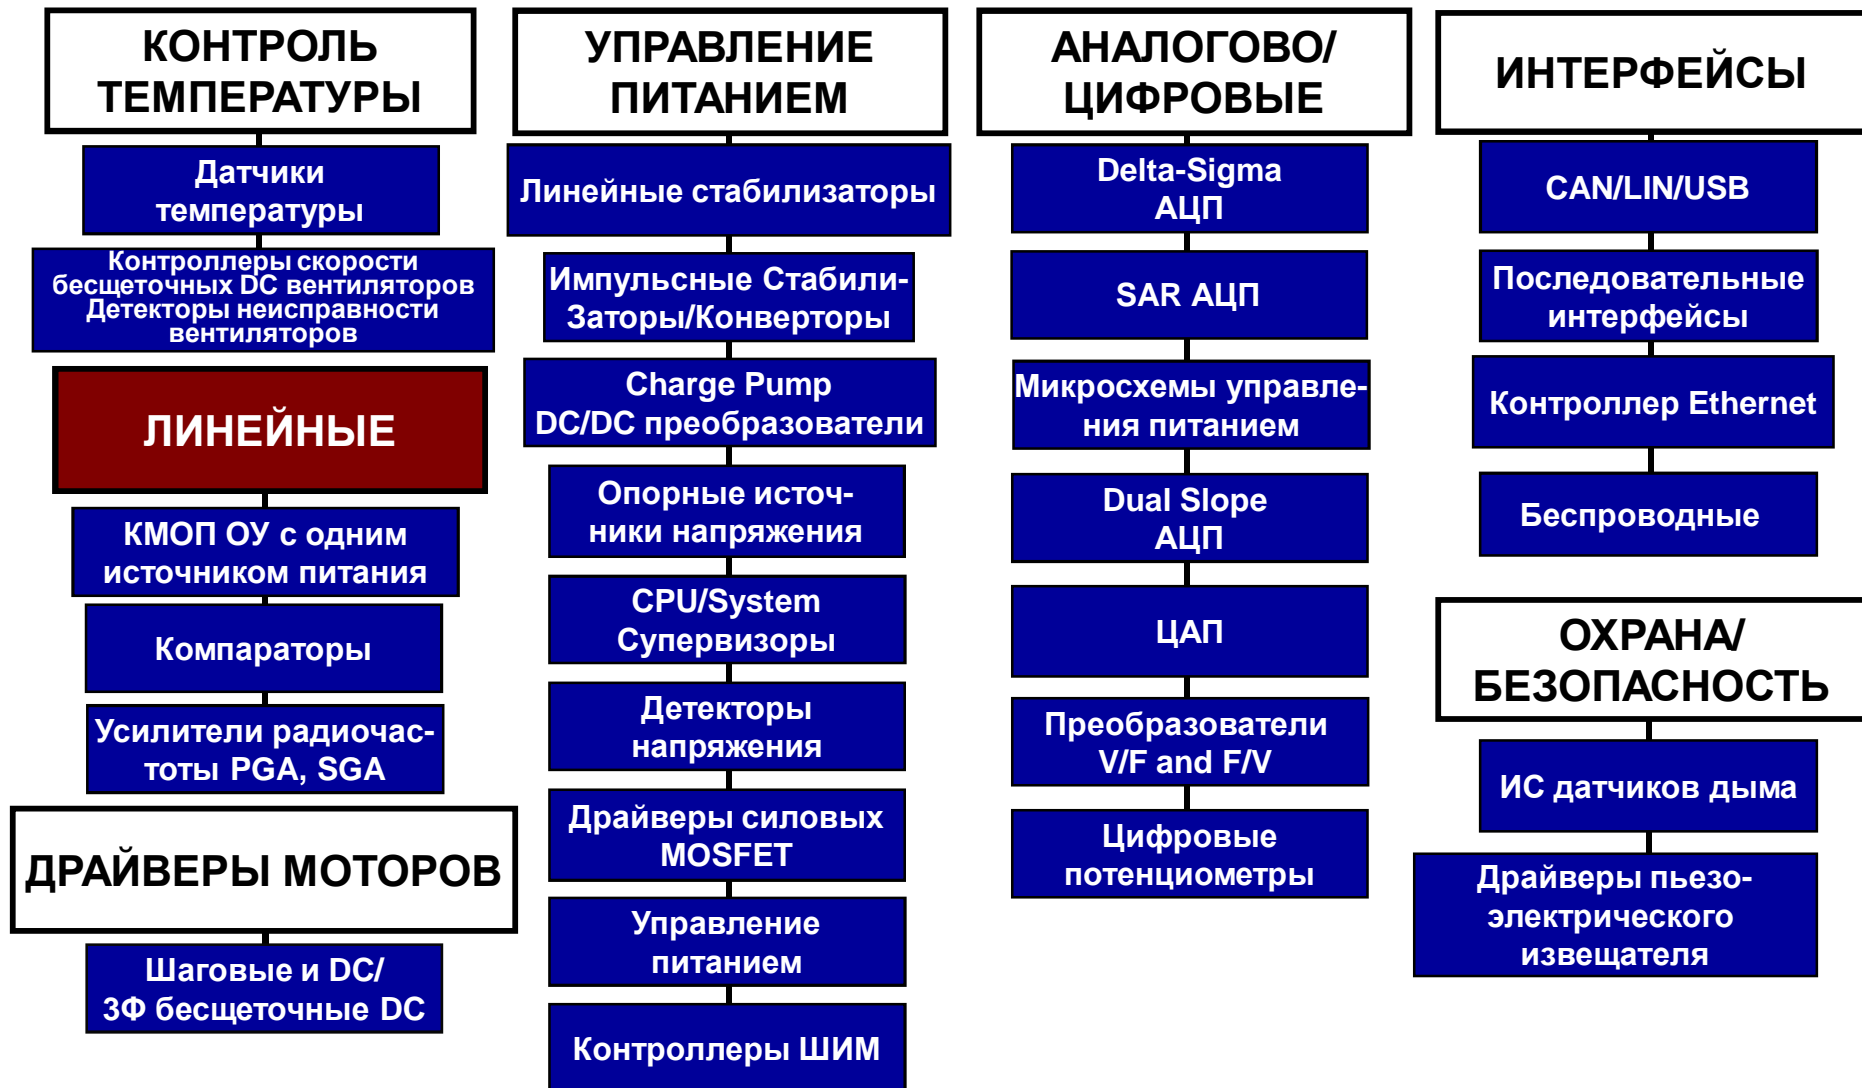 КОНТРОЛЬ
ТЕМПЕРАТУРЫ
Датчики
температуры
Контроллеры скорости
бесщеточных DC вентиляторов
Детекторы неисправности
вентиляторов
ЛИНЕЙНЫЕ
КМОП ОУ с одним
источником питания
Компараторы
Усилители радиочас-
тоты PGA, SGA
ДРАЙВЕРЫ МОТОРОВ
Шаговые и DC/
3Ф бесщеточные DC
УПРАВЛЕНИЕ
ПИТАНИЕМ
Линейные стабилизаторы
Импульсные Стабили-
Заторы/Конверторы
Charge Pump
DC/DC преобразователи
Опорные источ-
ники напряжения
CPU/System
Супервизоры
Детекторы
напряжения
Драйверы силовых
MOSFET
Управление
питанием
Контроллеры ШИМ
АНАЛОГОВО/
ЦИФРОВЫЕ
Delta-Sigma
АЦП
SAR АЦП
Микросхемы управле-
ния питанием
Dual Slope
АЦП
ЦАП
Преобразователи
V/F and F/V
Цифровые
потенциометры
ИНТЕРФЕЙСЫ
CAN/LIN/USB
Последовательные
интерфейсы
Контроллер Ethernet
Беспроводные
ОХРАНА/
БЕЗОПАСНОСТЬ
ИС датчиков дыма
Драйверы пьезо-
электрического
извещателя